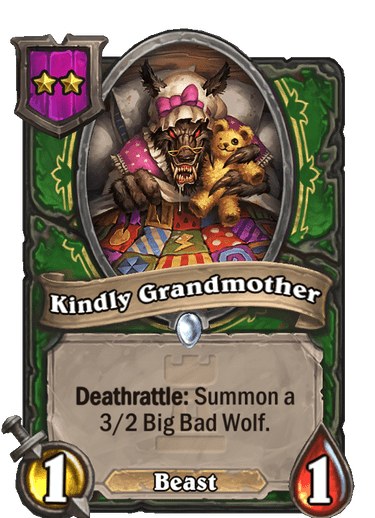 Kindly Grandmother
Deathrattle: Summon a
3/2 Big Bad Wolf.
1
Beast
1